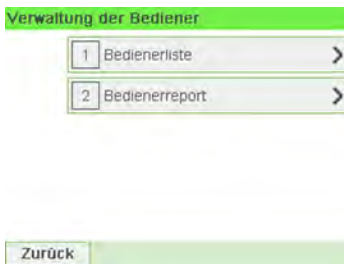 Verwaltung der Bediener
1 Bedienerliste
2 Bedienerreport
Zurück